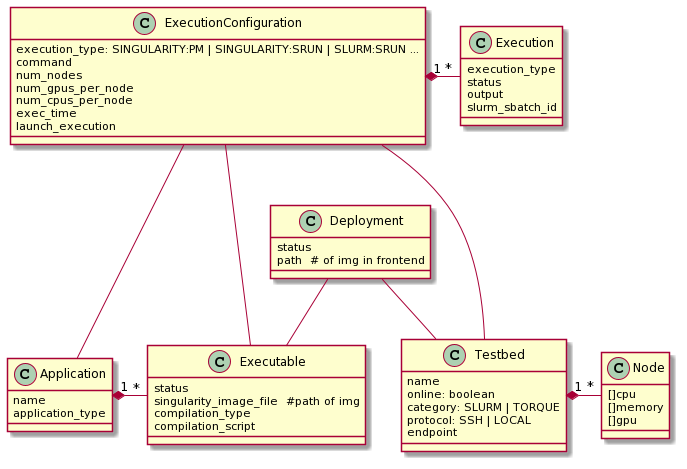 C ExecutionConfiguration
execution_type: SINGULARITY:PM | SINGULARITY:SRUN | SLURM:SRUN ...
command
num_nodes
num_gpus_per_node
num_cpus_per_node
exec_time
launch_execution
1 *
C Execution
execution_type
status
output
slurm_sbatch_id
C Deployment
status
path # of img in frontend
C Application
name
application_type
1 *
C Executable
status
singularity_image_file #path of img
compilation_type
compilation_script
C Testbed
name
online: boolean
category: SLURM | TORQUE
protocol: SSH | LOCAL
endpoint
1 *
C Node
[]cpu
[]memory
[]gpu